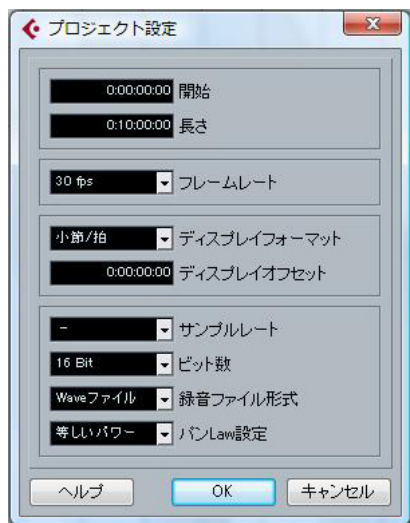 プロジェクト設定
0:00:00:00 開始
0:10:00:00 長さ
30 fps フレームレート
小節/拍 ディスプレイフォーマット
0:00:00:00 ディスプレイオフセット
- サンプルレート
16 Bit ビット数
Waveファイル 録音ファイル形式
等しいパワー パンLaw設定
ヘルプ OK キャンセル